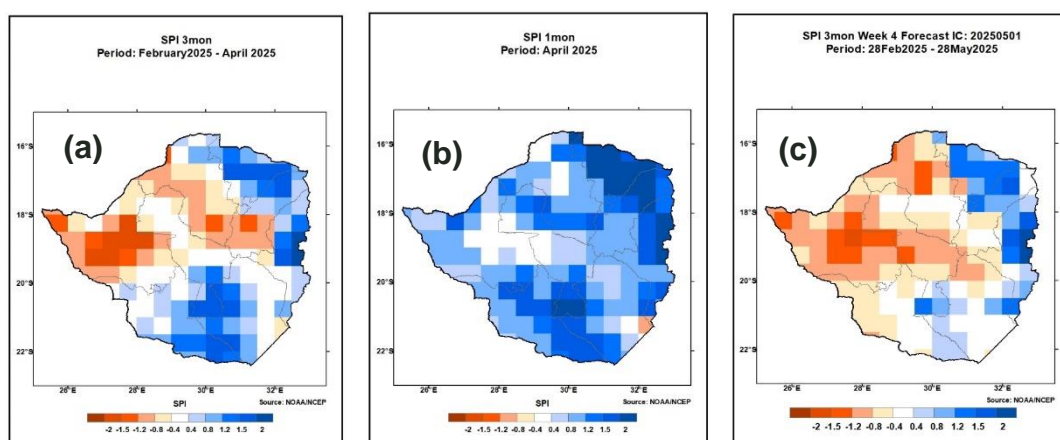 SPI 3mon
Period: February2025 - April 2025
(a)
16°S
18°S
20°S
22°S
26°E 28°E 30°E 32°E
Source: NOAA/NCEP
SPI
-2 -1.5 -1.2 -0.8 -0.4 0.4 0.8 1.2 1.5 2
SPI 1mon
Period: April 2025
(b)
16°S
18°S
20°S
22°S
26°E 28°E 30°E 32°E
Source: NOAA/NCEP
SPI
-2 -1.5 -1.2 -0.8 -0.4 0.4 0.8 1.2 1.5 2
SPI 3mon Week 4 Forecast IC: 20250501
Period: 28Feb2025 - 28May2025
(c)
16°S
18°S
20°S
22°S
26°E 28°E 30°E 32°E
Source: NOAA/NCEP
-2 -1.5 -1.2 -0.8 -0.4 0.4 0.8 1.2 1.5 2